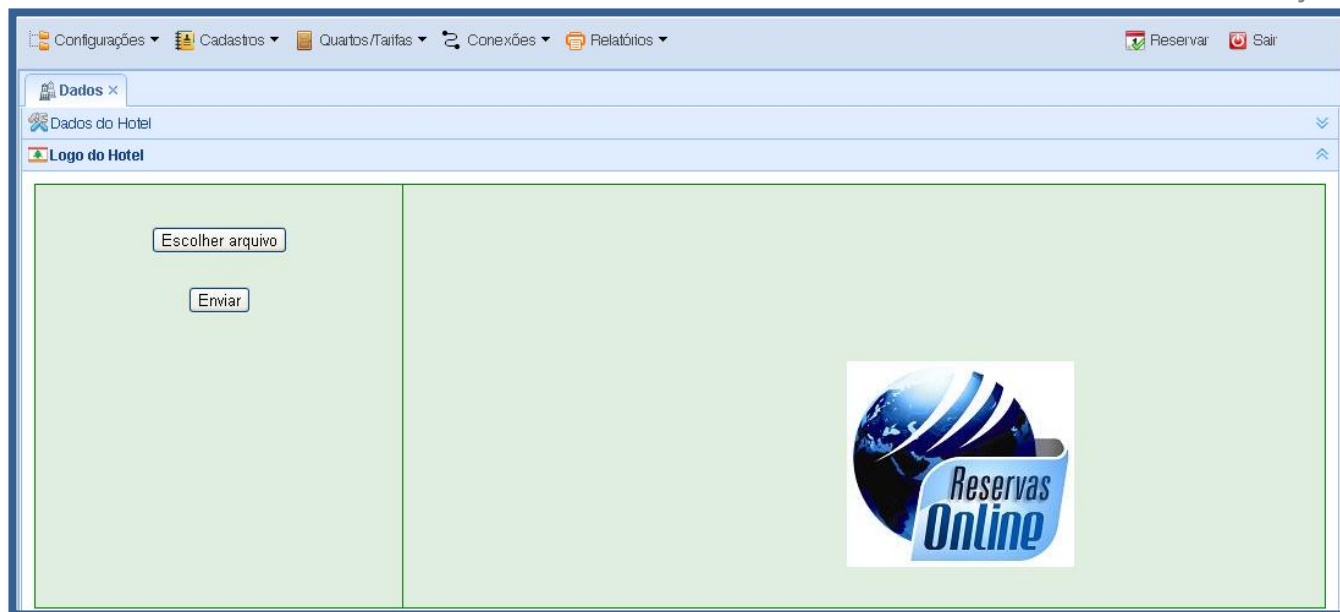 Configurações Cadastros Quartos/Tarifas Conexões Relatórios Reservar Sair
Dados
Dados do Hotel
Logo do Hotel
Escolher arquivo
Enviar
Reservas
Online